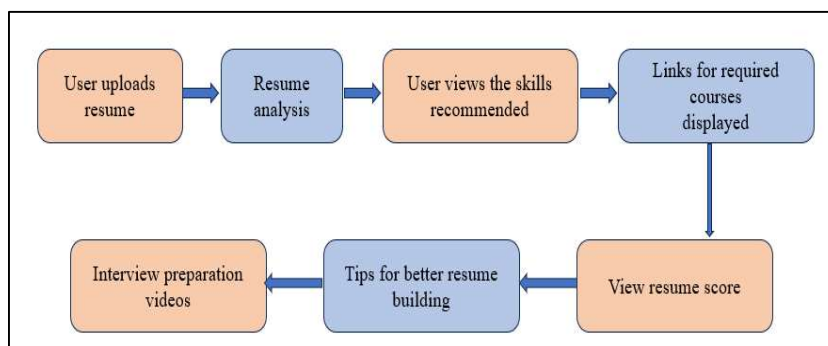 User uploads
resume
Resume
analysis
User views the skills
recommended
Links for required
courses
displayed
View resume score
Tips for better resume
building
Interview preparation
videos